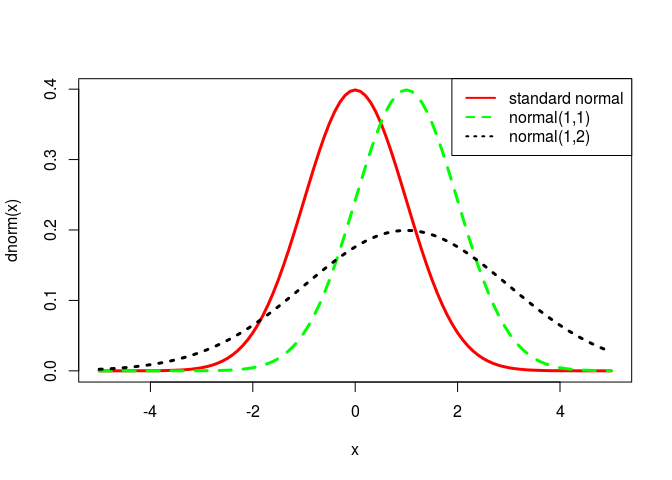 standard normal
normal(1,1)
normal(1,2)
dnorm(x)
0.4
0.3
0.2
0.1
0.0
-4 -2 0 2 4
x